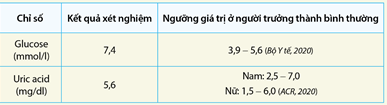 Chỉ số Kết quả xét nghiệm Ngưỡng giá trị ở người trưởng thành bình thường
Glucose
(mmol/l) 7,4 3,9 – 5,6 (Bộ Y tế, 2020)
Uric acid
(mg/dl) 5,6 Nam: 2,5 – 7,0
Nữ: 1,5 – 6,0 (ACR, 2020)